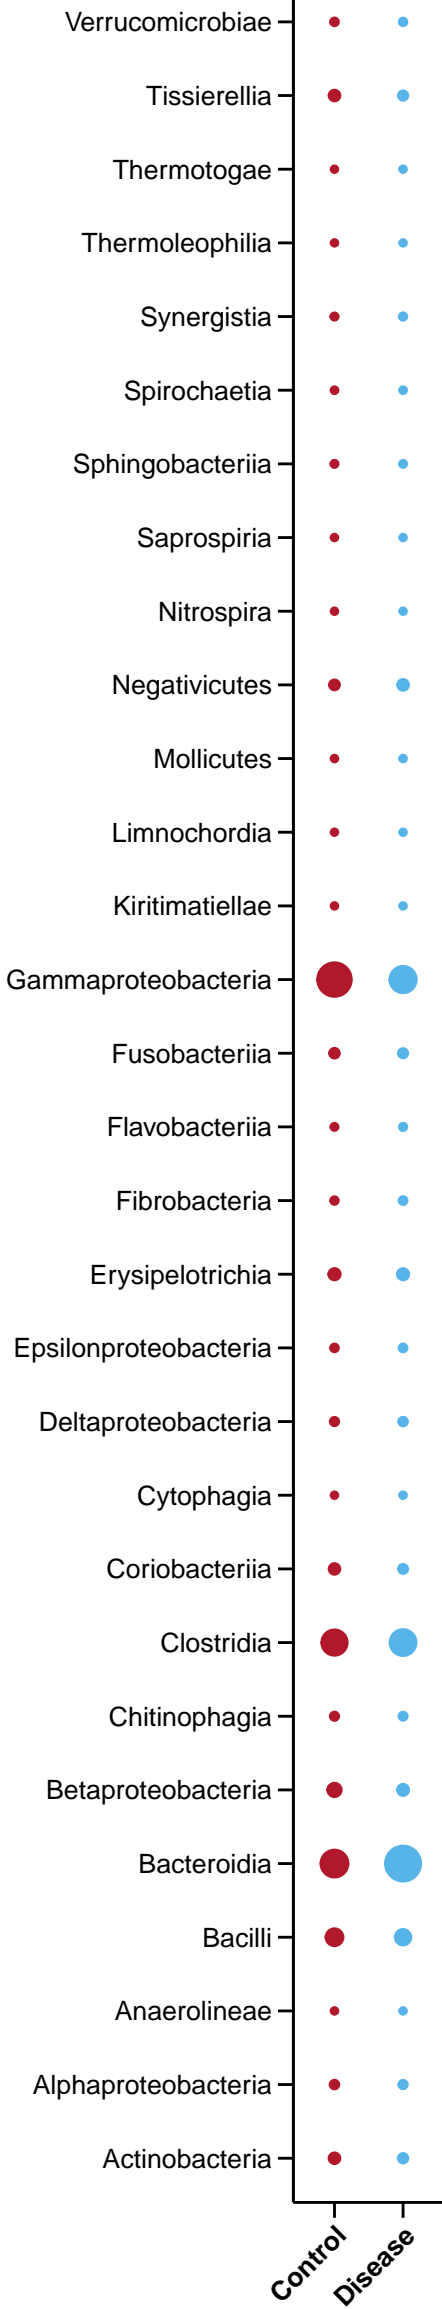 Verrucomicrobiae
Tissierellia
Thermotogae
Thermoleophilia
Synergistia
Spirochaetia
Sphingobacteriia
Saprospiria
Nitrospira
Negativicutes
Mollicutes
Limnochordia
Kiritimatiellae
Gammaproteobacteria
Fusobacteriia
Flavobacteriia
Fibrobacteria
Erysipelotrichia
Epsilonproteobacteria
Deltaproteobacteria
Cytophagia
Coriobacteriia
Clostridia
Chitinophagia
Betaproteobacteria
Bacteroidia
Bacilli
Anaerolineae
Alphaproteobacteria
Actinobacteria
Control
Disease